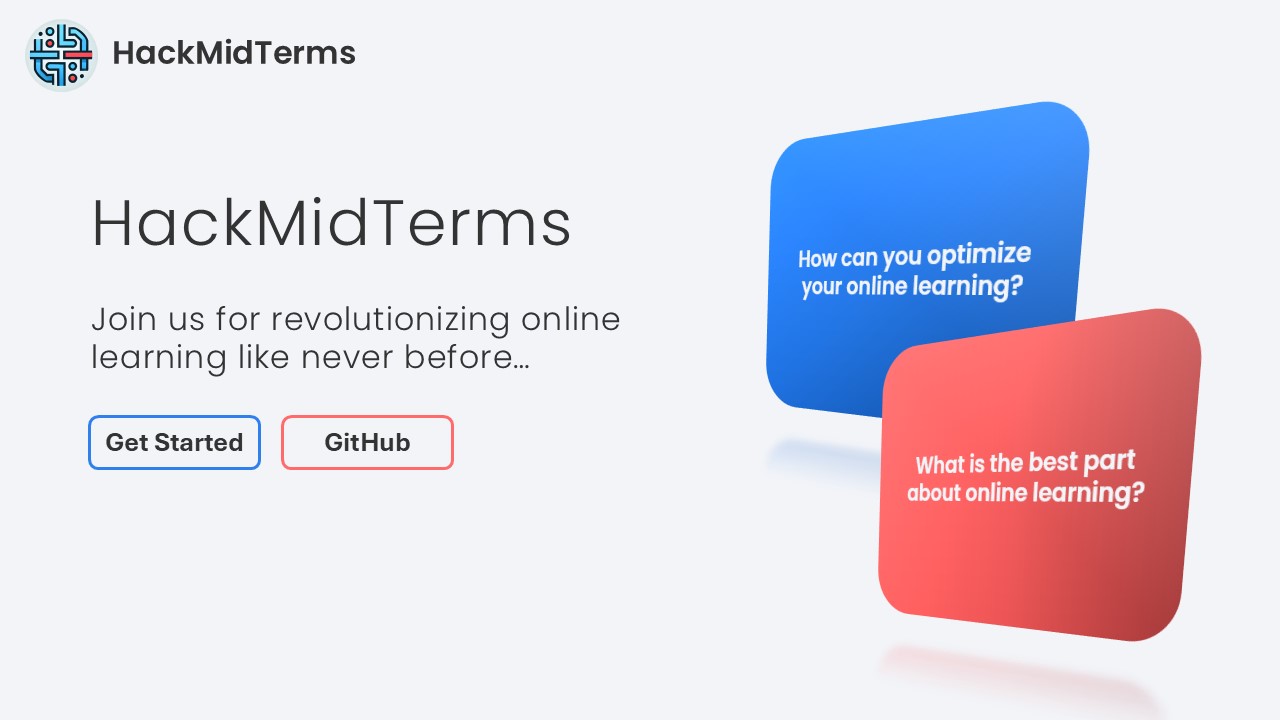 HackMidTerms
HackMidTerms
Join us for revolutionizing online
learning like never before...
Get Started
GitHub
How can you optimize
your online learning?
What is the best part
about online learning?